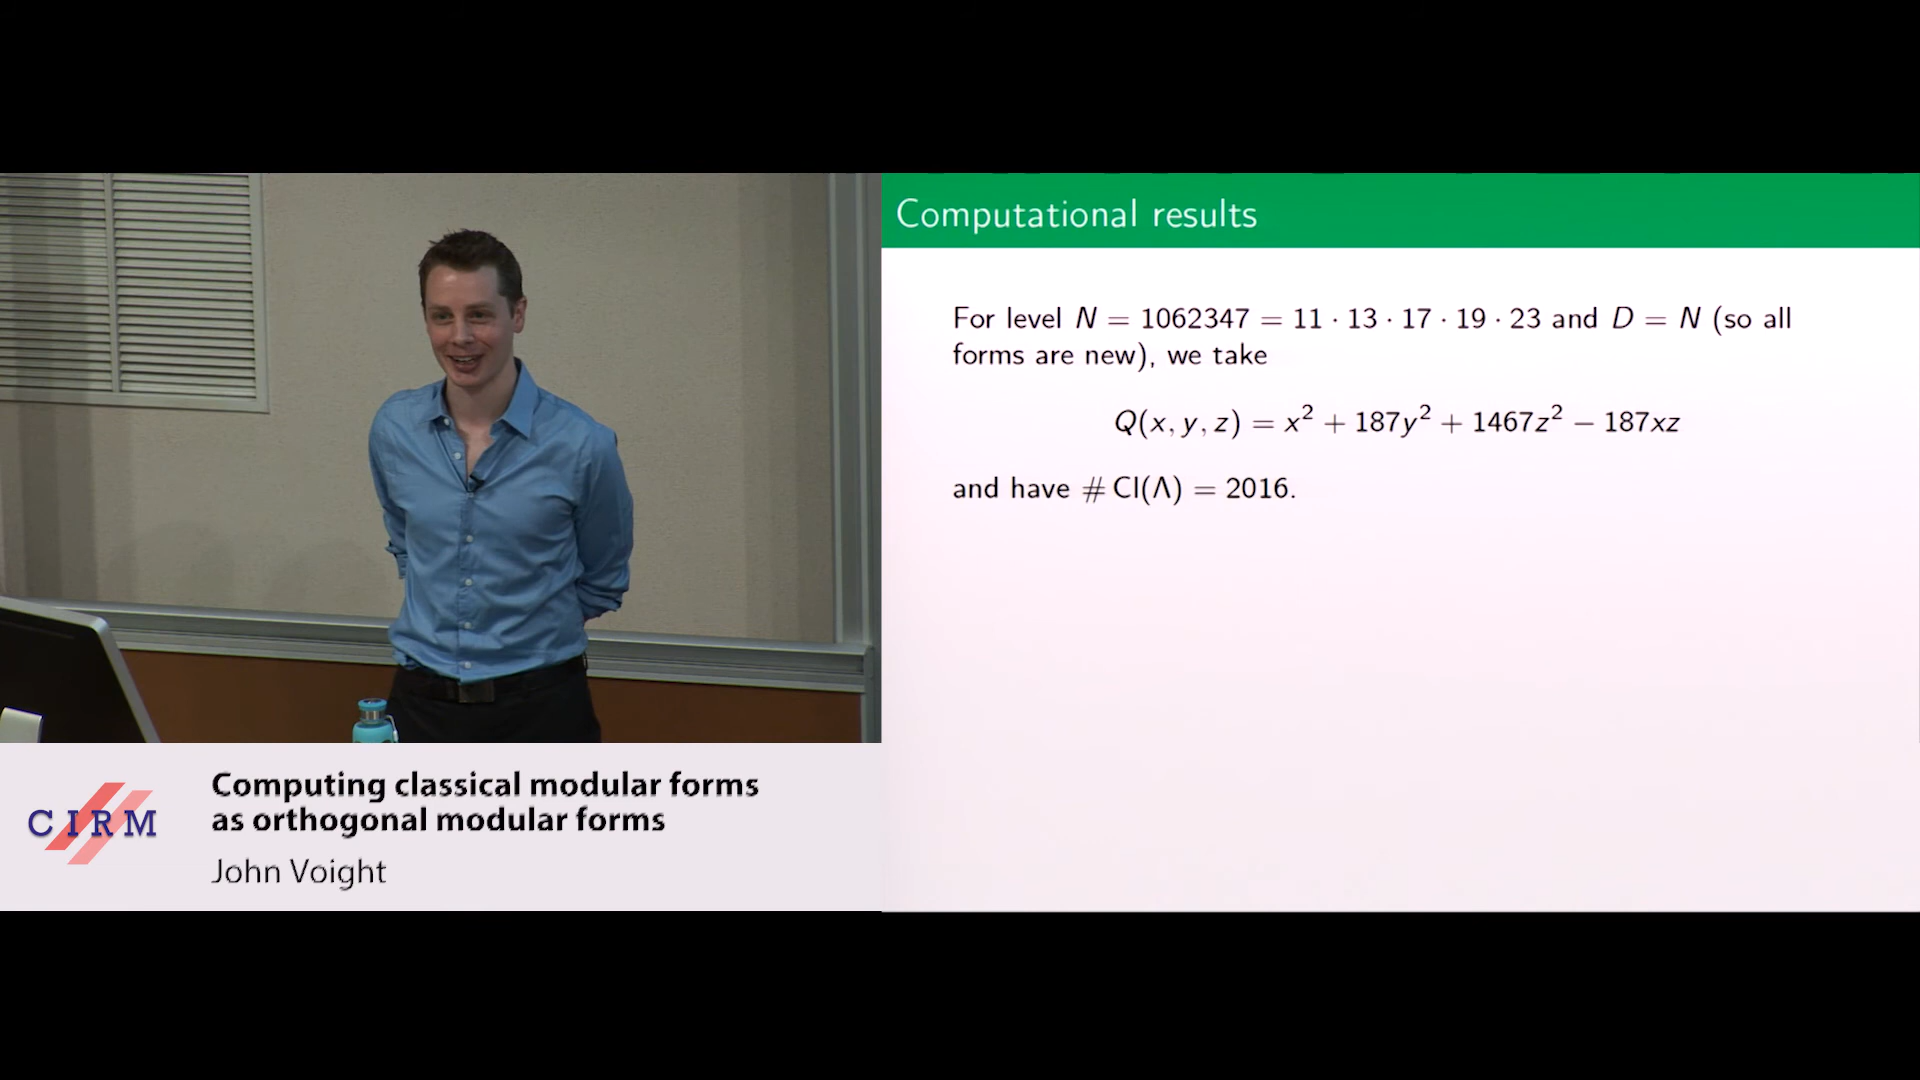 Computational results
For level N = 1062347 = 11 · 13 · 17 · 19 · 23 and D = N (so all
forms are new), we take
Q(x, y, z) = x² + 187y² + 1467z² − 187xz
and have # Cl(Λ) = 2016.
CIRM
Computing classical modular forms
as orthogonal modular forms
John Voight